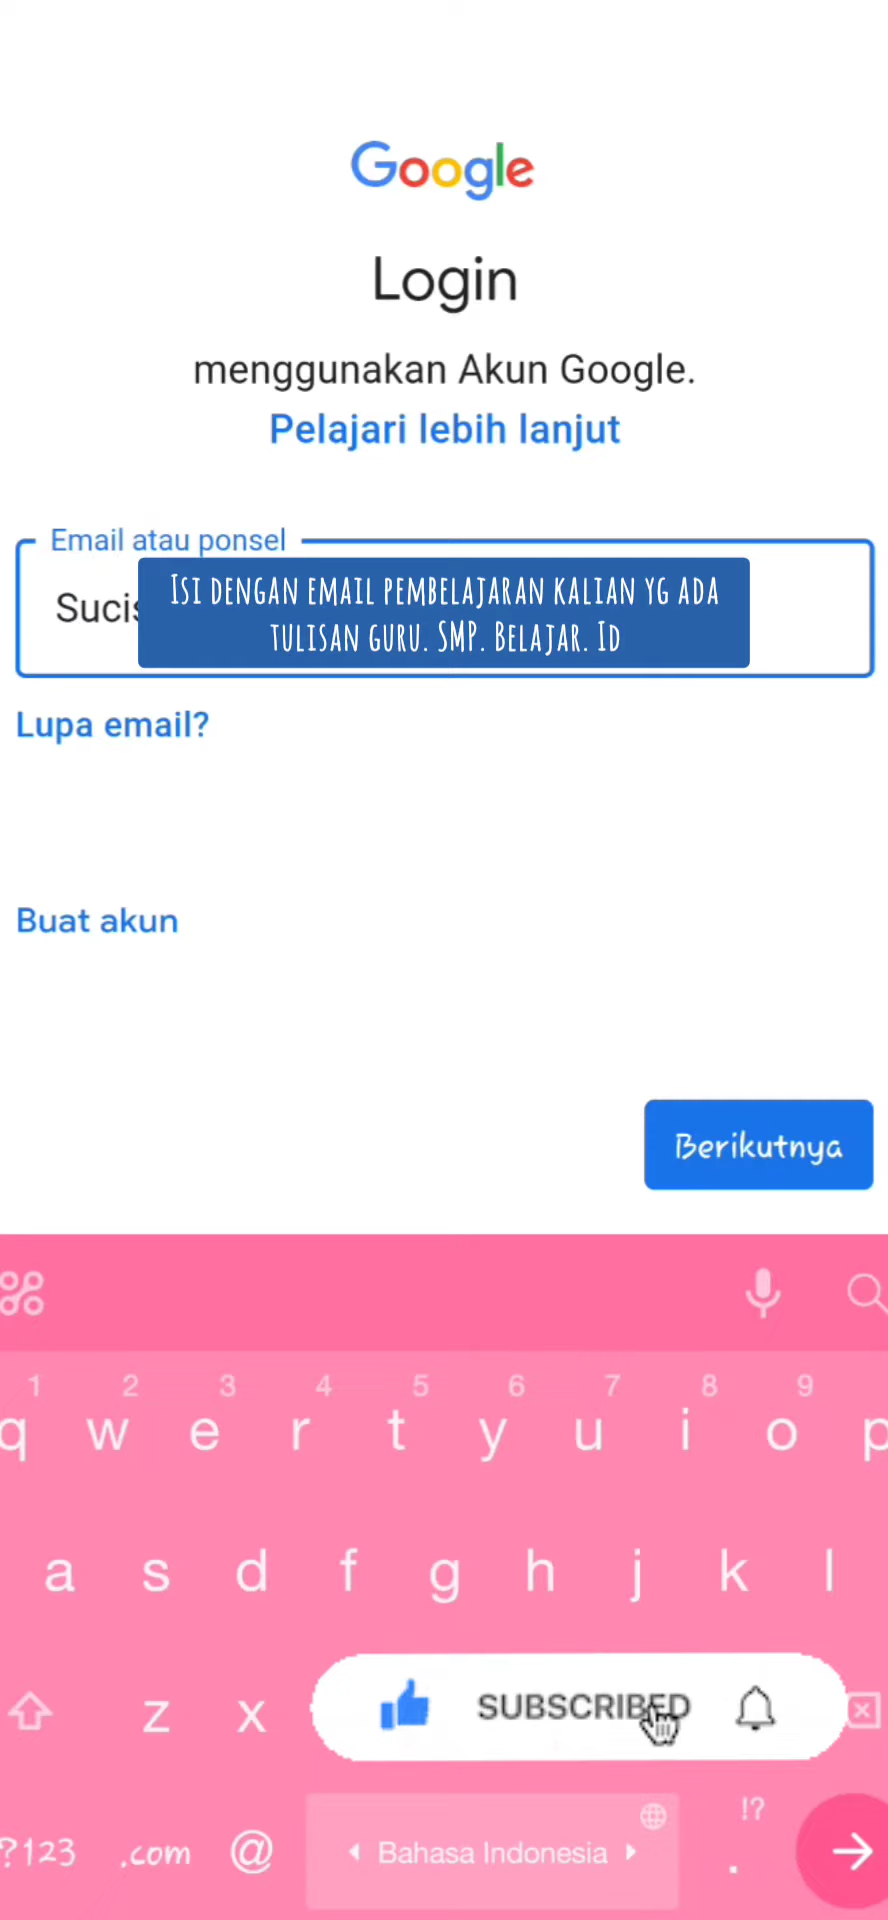 Google
Login
menggunakan Akun Google.
Pelajari lebih lanjut
Email atau ponsel
Isi dengan email pembelajaran kalian yg ada
tulisan guru. SMP. Belajar. Id
Lupa email?
Buat akun
Berikutnya
1 2 3 4 5 6 7 8 9
q w e r t y u i o p
a s d f g h j k l
z x
SUBSCRIBED
!?
?123 .com @ Bahasa Indonesia .